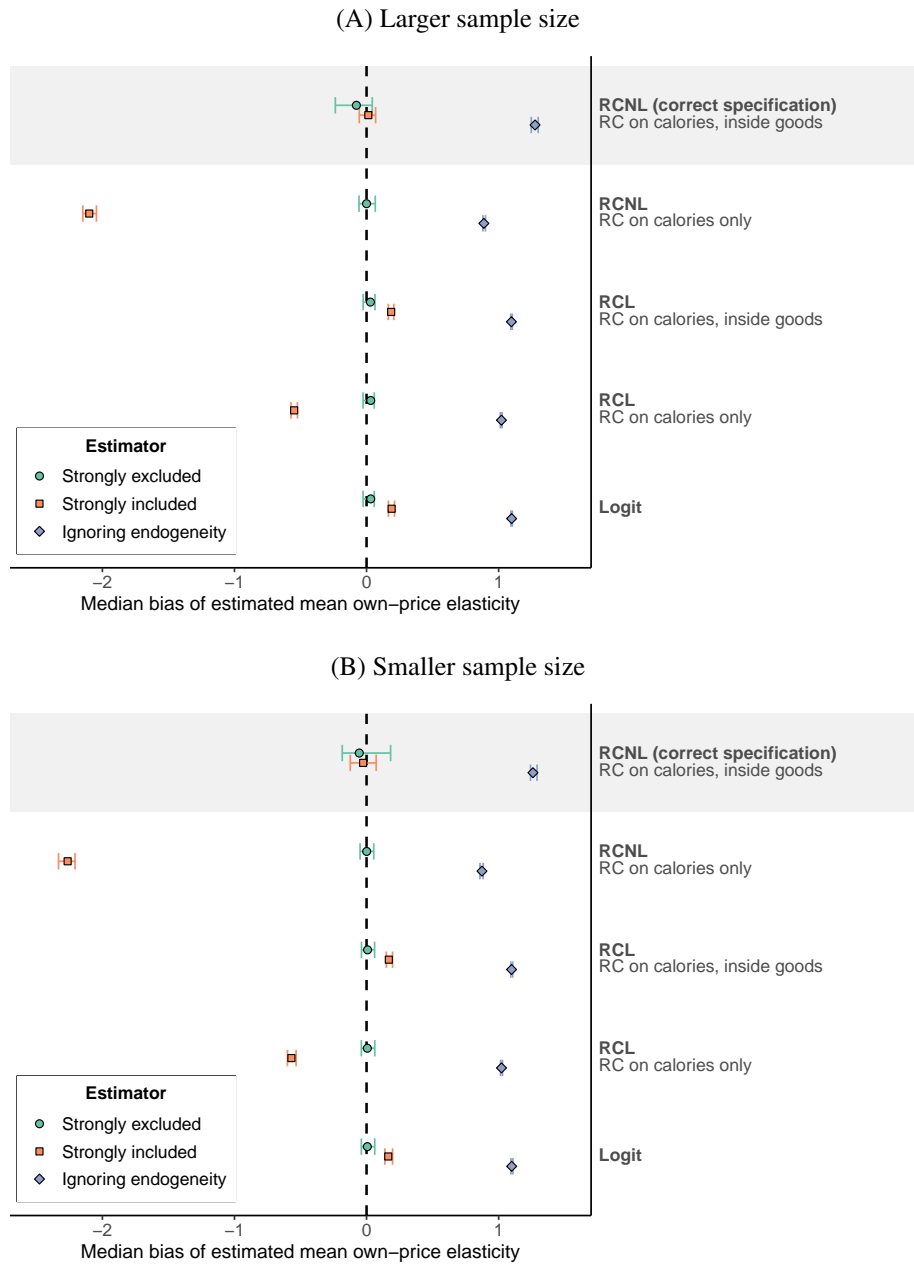 (A) Larger sample size
RCNL (correct specification)
RC on calories, inside goods
RCNL
RC on calories only
RCL
RC on calories, inside goods
RCL
RC on calories only
Logit
Estimator
Strongly excluded
Strongly included
Ignoring endogeneity
−2 −1 0 1
Median bias of estimated mean own−price elasticity
(B) Smaller sample size
RCNL (correct specification)
RC on calories, inside goods
RCNL
RC on calories only
RCL
RC on calories, inside goods
RCL
RC on calories only
Logit
Estimator
Strongly excluded
Strongly included
Ignoring endogeneity
−2 −1 0 1
Median bias of estimated mean own−price elasticity